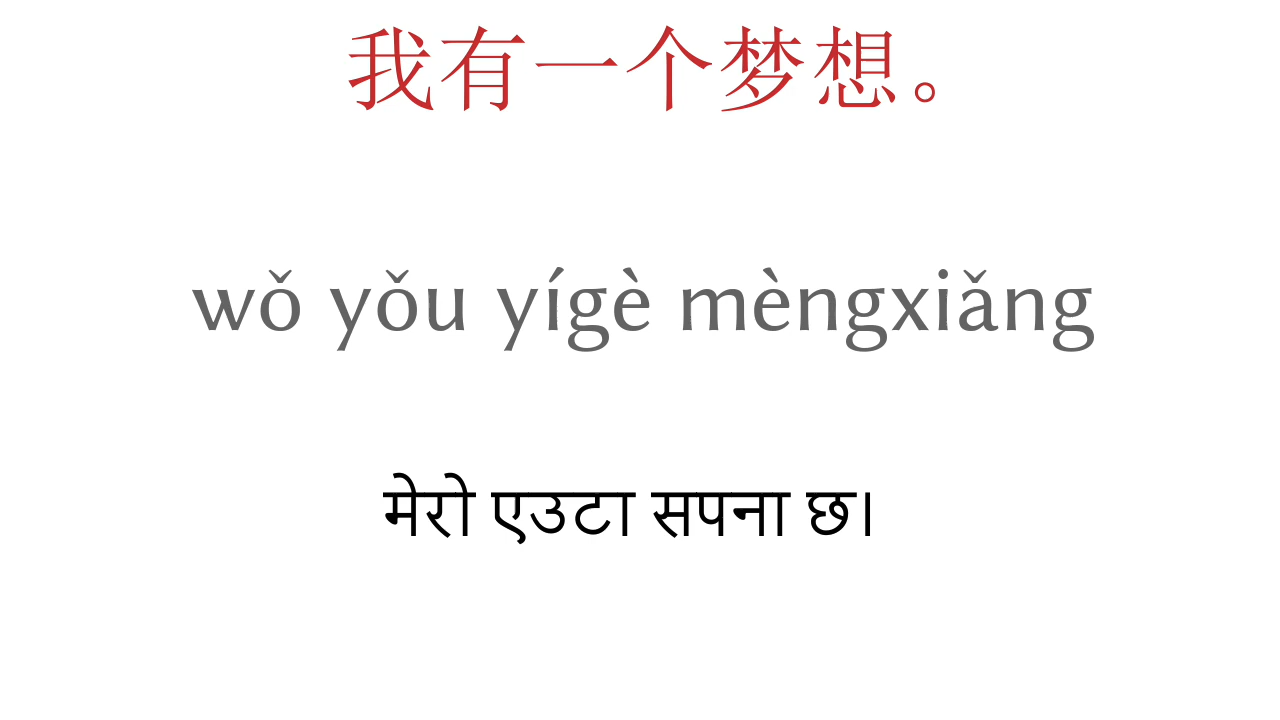 我有一个梦想。
wǒ yǒu yígè mèngxiǎng
मेरो एउटा सपना छ।